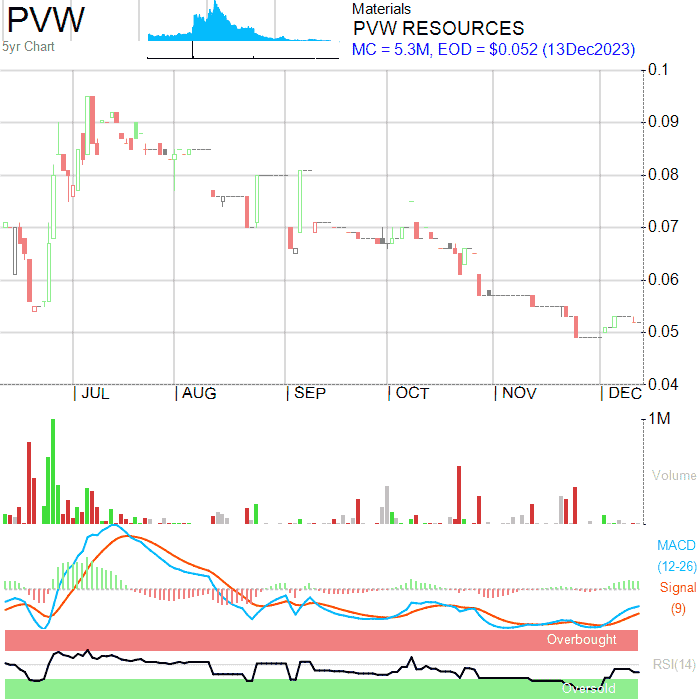 PVW
5yr Chart
Materials
PVW RESOURCES
MC = 5.3M, EOD = $0.052 (13Dec2023)
0.1
0.09
0.08
0.07
0.06
0.05
0.04
JUL AUG SEP OCT NOV DEC
1M
Volume
MACD
(12-26)
Signal
(9)
Overbought
RSI(14)
Oversold